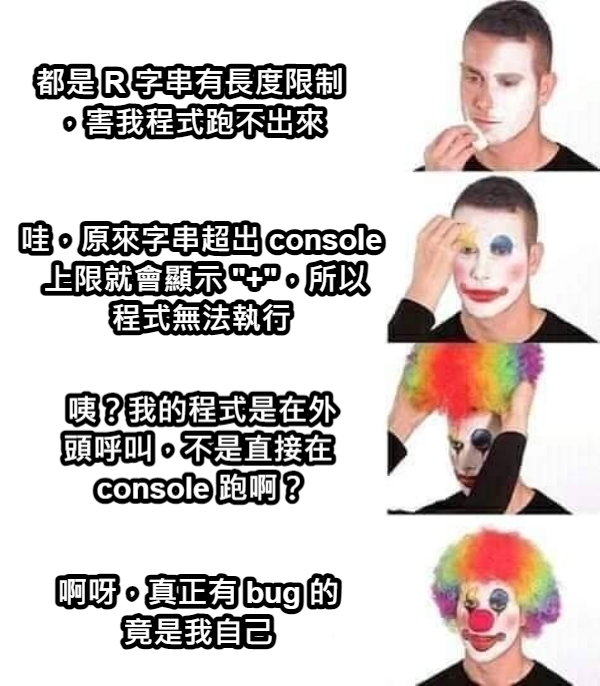 都是 R 字串有長度限制
，害我程式跑不出來
哇，原來字串超出 console
上限就會顯示 "+"，所以
程式無法執行
咦？我的程式是在外
頭呼叫，不是直接在
console 跑啊？
啊呀，真正有 bug 的
竟是我自己